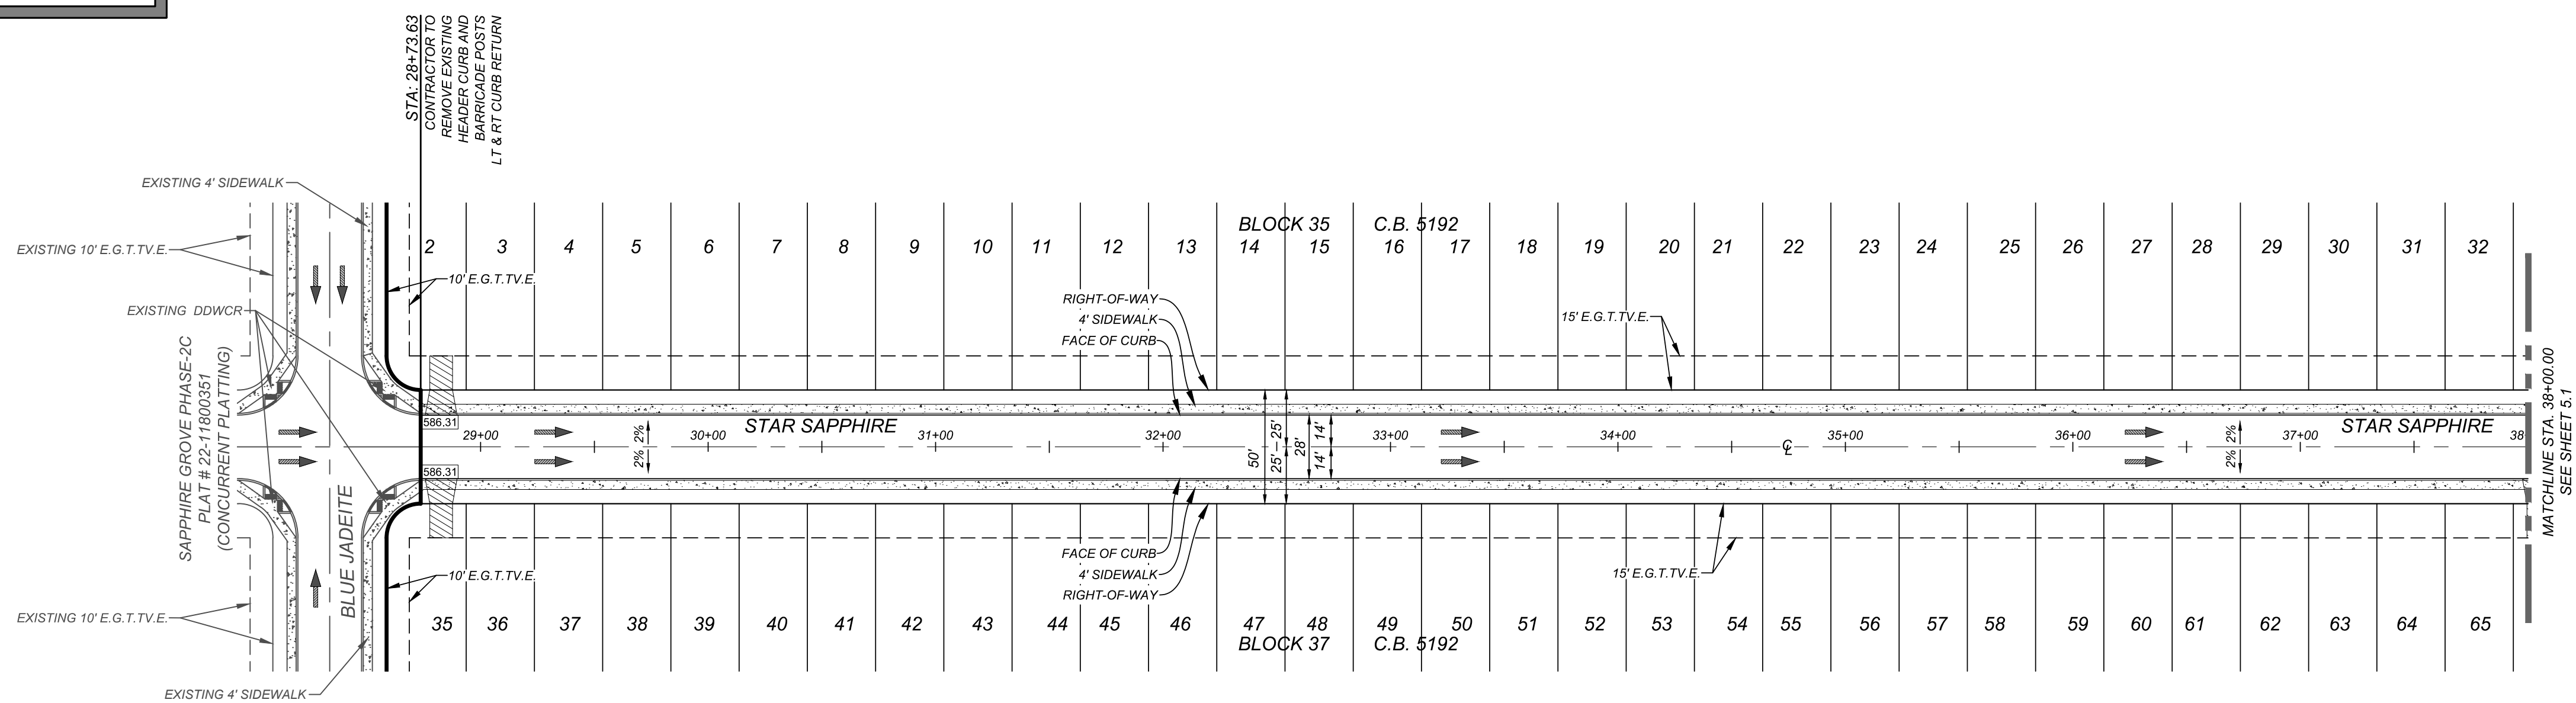 STA: 28+73.63
CONTRACTOR TO
REMOVE EXISTING
HEADER CURB AND
BARRICADE POSTS
LT & RT CURB RETURN
EXISTING 4' SIDEWALK
EXISTING 10' E.G.T.TV.E.
EXISTING DDWCR
SAPPHIRE GROVE PHASE-2C
PLAT # 22-11800351
(CONCURRENT PLATTING)
BLUE JADEITE
EXISTING 10' E.G.T.TV.E.
EXISTING 4' SIDEWALK
BLOCK 35 C.B. 5192
2 3 4 5 6 7 8 9 10 11 12 13 14 15 16 17 18 19 20 21 22 23 24 25 26 27 28 29 30 31 32
10' E.G.T.TV.E.
RIGHT-OF-WAY
4' SIDEWALK
FACE OF CURB
15' E.G.T.TV.E.
586.31
STAR SAPPHIRE
STAR SAPPHIRE
29+00 30+00 31+00 32+00 33+00 34+00 35+00 36+00 37+00 38
2% 2%
50'
25' 25'
28'
14' 14'
℄
2% 2%
586.31
FACE OF CURB
4' SIDEWALK
RIGHT-OF-WAY
10' E.G.T.TV.E.
15' E.G.T.TV.E.
35 36 37 38 39 40 41 42 43 44 45 46 47 48 49 50 51 52 53 54 55 56 57 58 59 60 61 62 63 64 65
BLOCK 37 C.B. 5192
MATCHLINE STA. 38+00.00
SEE SHEET 5.1